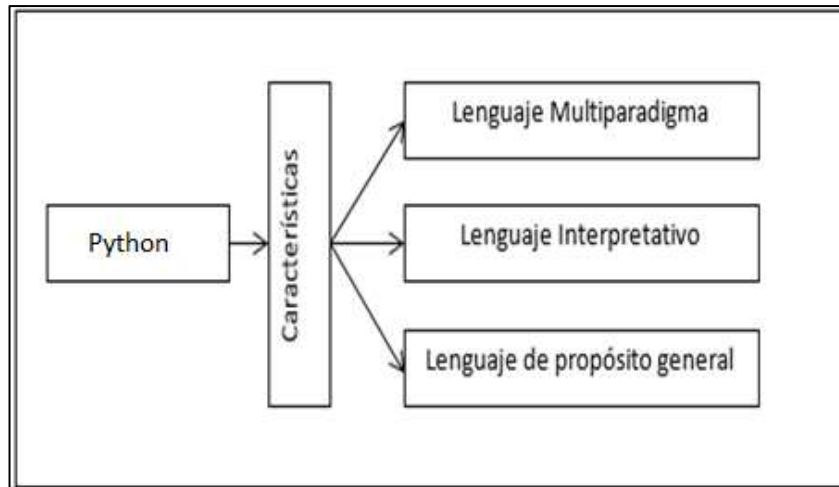 Python
Características
Lenguaje Multiparadigma
Lenguaje Interpretativo
Lenguaje de propósito general